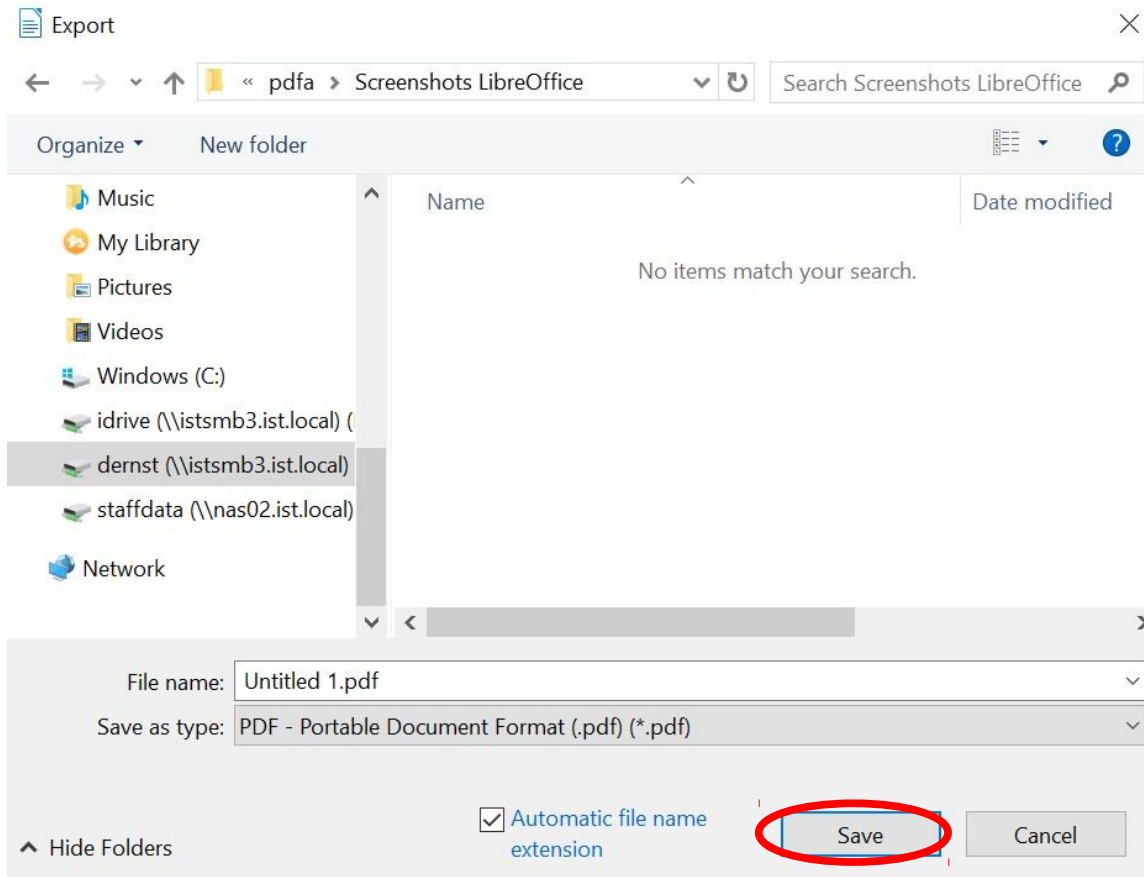 Export
« pdfa > Screenshots LibreOffice
Search Screenshots LibreOffice
Organize
New folder
Music
My Library
Pictures
Videos
Windows (C:)
idrive (\\istsmb3.ist.local) (
dernst (\\istsmb3.ist.local)
staffdata (\\nas02.ist.local)
Network
Name
Date modified
No items match your search.
File name: Untitled 1.pdf
Save as type: PDF - Portable Document Format (.pdf) (*.pdf)
Automatic file name
extension
Save
Cancel
Hide Folders